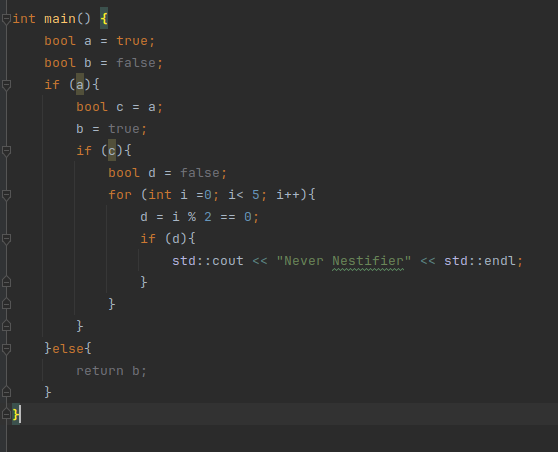 int main() {
    bool a = true;
    bool b = false;
    if (a){
        bool c = a;
        b = true;
        if (c){
            bool d = false;
            for (int i =0; i< 5; i++){
                d = i % 2 == 0;
                if (d){
                    std::cout << "Never Nestifier" << std::endl;
                }
            }
        }
    }else{
        return b;
    }
}